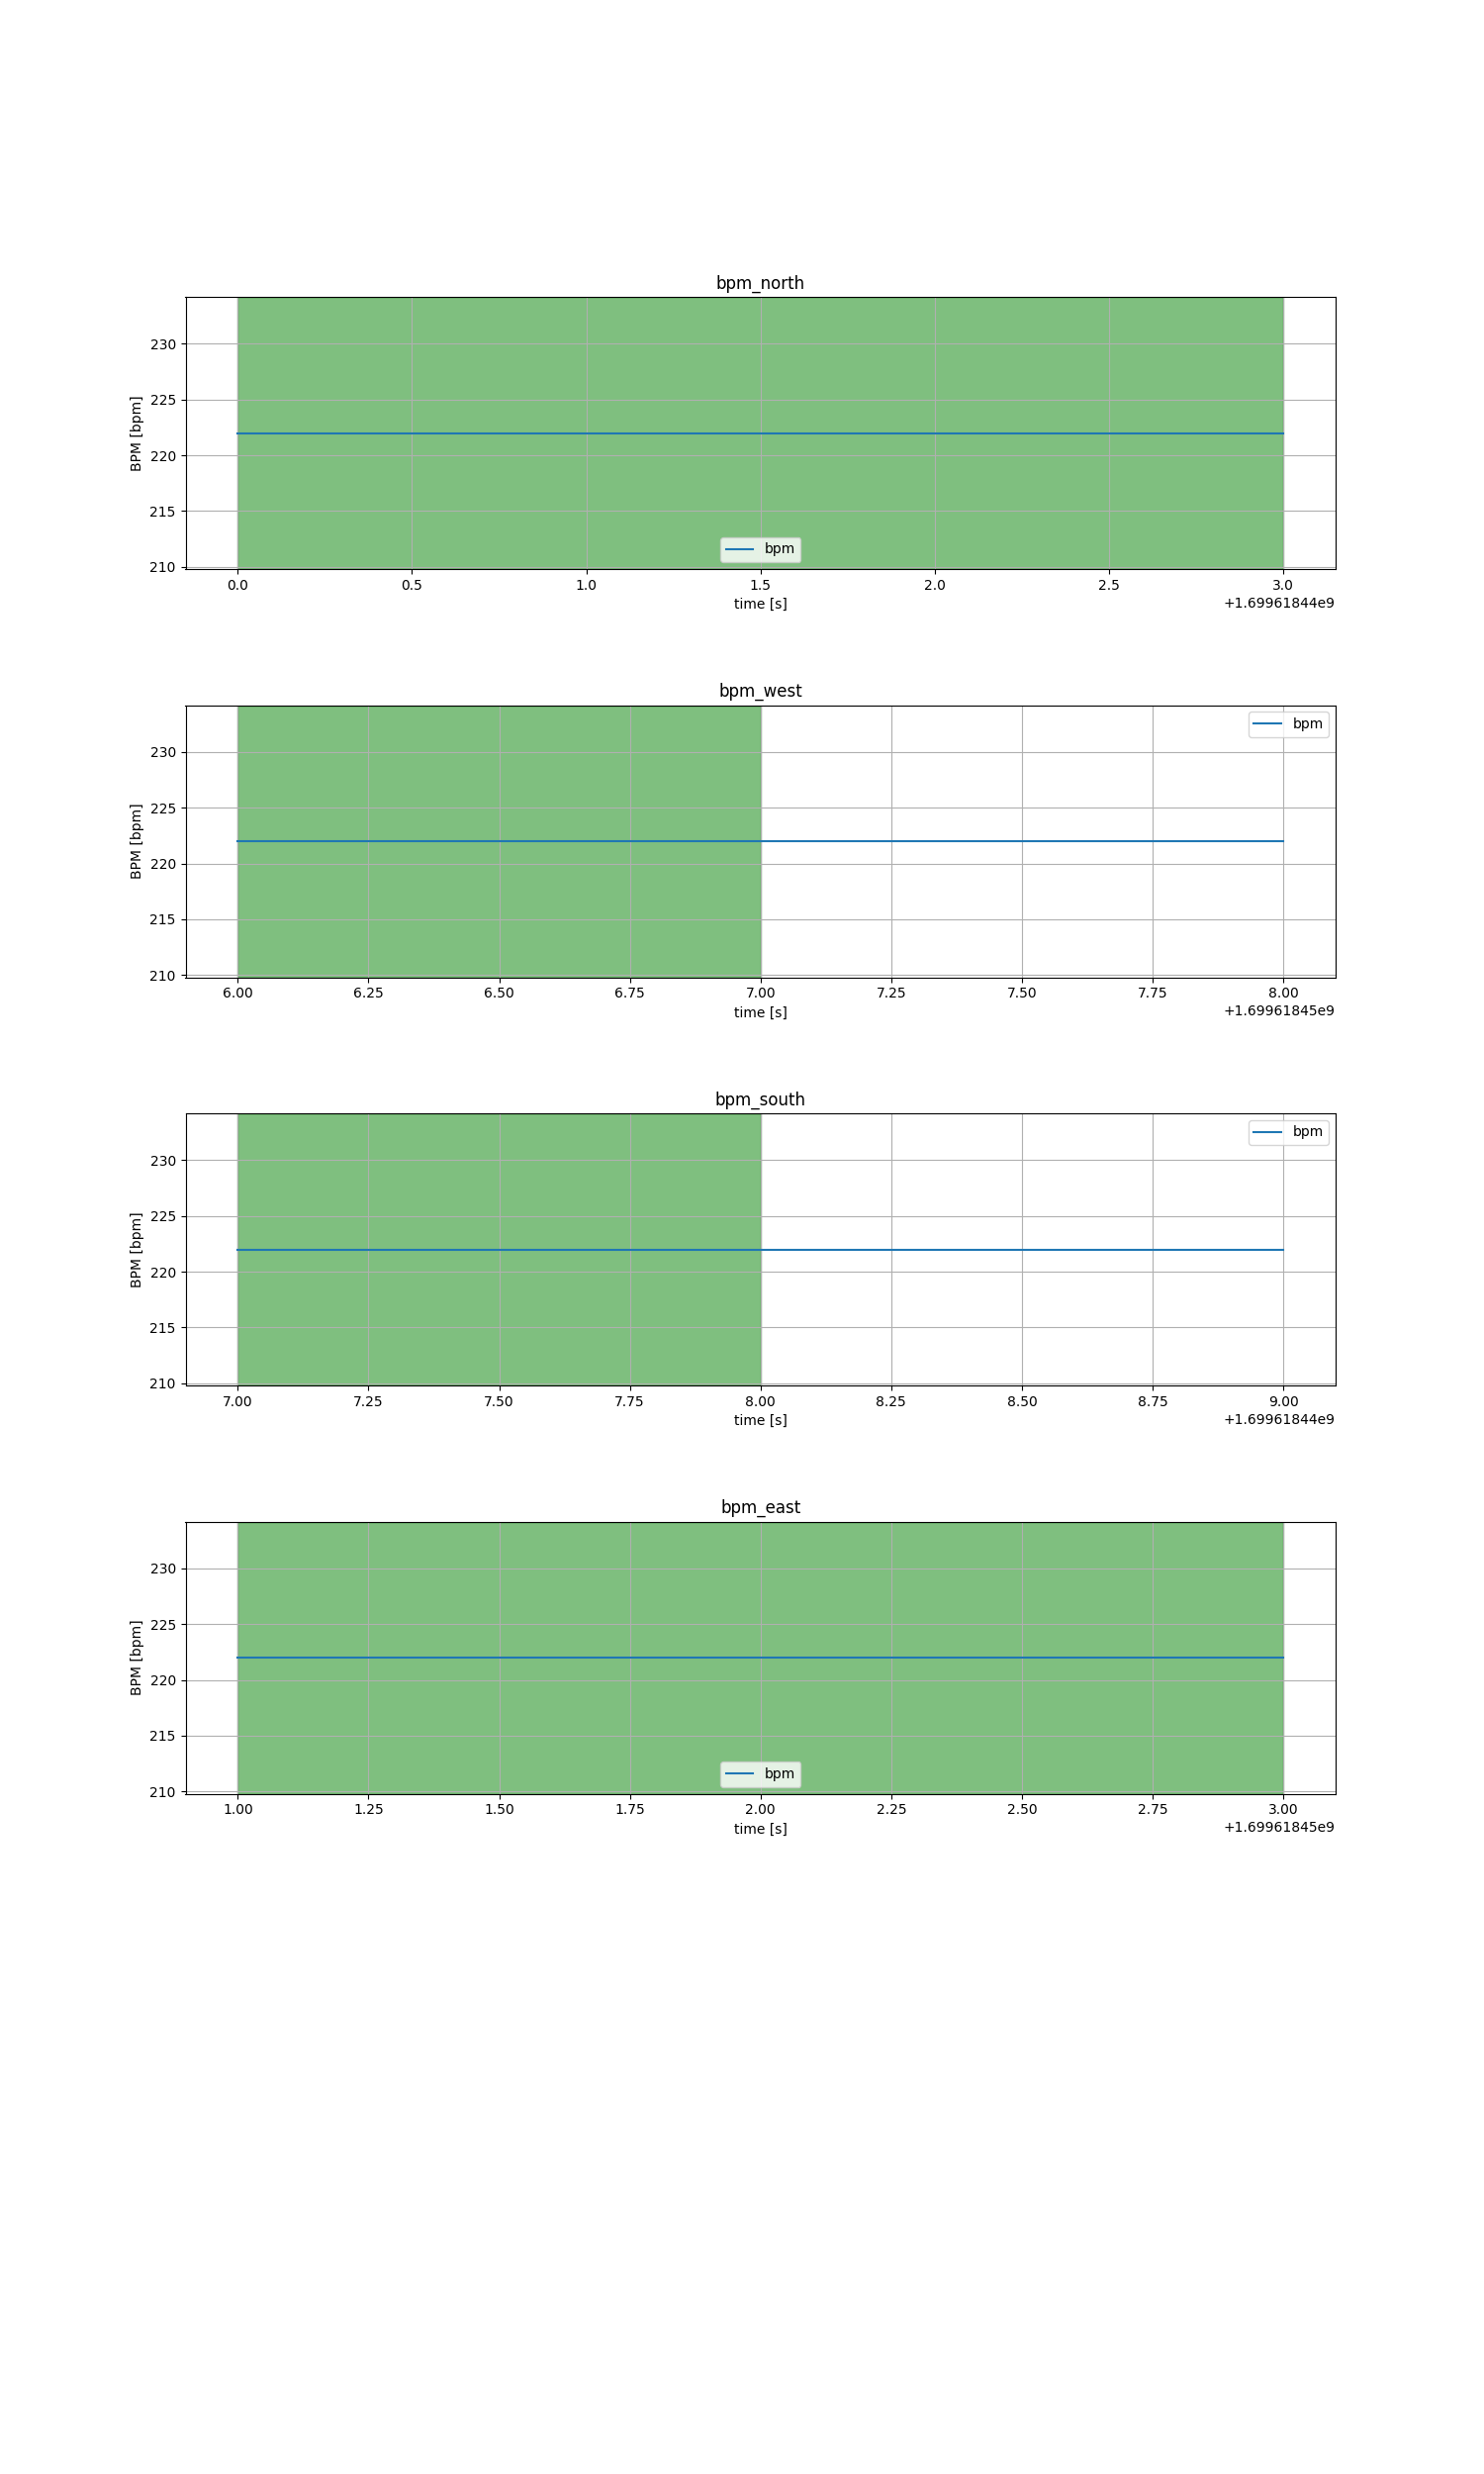 bpm_north
230
225
220
215
210
BPM [bpm]
bpm
0.0 0.5 1.0 1.5 2.0 2.5 3.0
time [s]
+1.69961844e9
bpm_west
230
225
220
215
210
BPM [bpm]
bpm
6.00 6.25 6.50 6.75 7.00 7.25 7.50 7.75 8.00
time [s]
+1.69961845e9
bpm_south
230
225
220
215
210
BPM [bpm]
bpm
7.00 7.25 7.50 7.75 8.00 8.25 8.50 8.75 9.00
time [s]
+1.69961844e9
bpm_east
230
225
220
215
210
BPM [bpm]
bpm
1.00 1.25 1.50 1.75 2.00 2.25 2.50 2.75 3.00
time [s]
+1.69961845e9